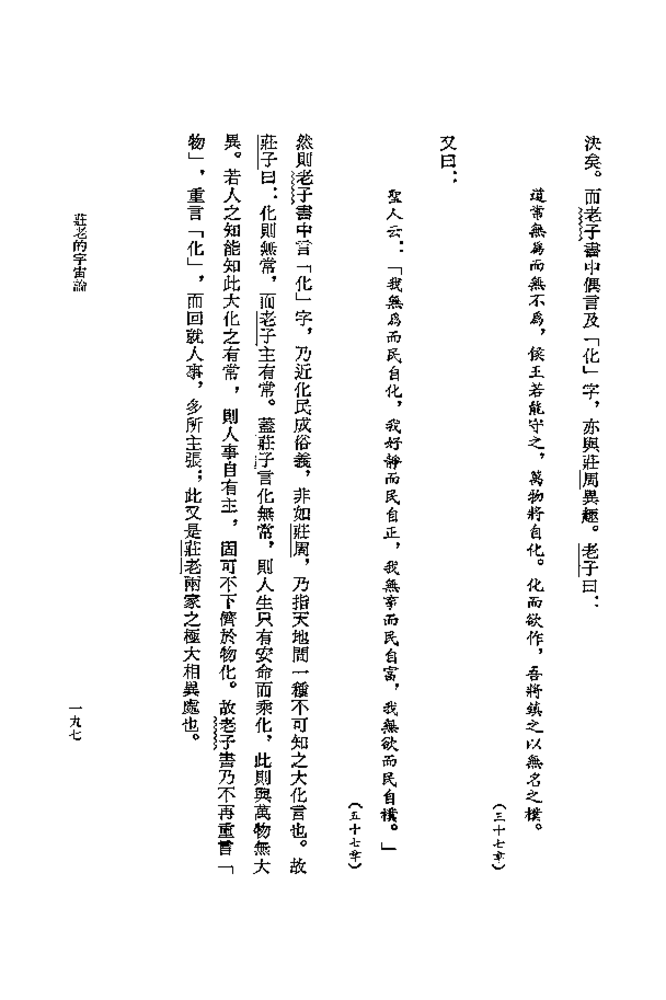 決矣。而老子書中偶言及「化」字，亦與莊周異趣。老子曰：
道常無為而無不為，侯王若能守之，萬物將自化。化而欲作，吾將鎮之以無名之樸。
（三十七章）
又曰：
聖人云：「我無為而民自化，我好靜而民自正，我無事而民自富，我無欲而民自樸。」
（五十七章）
然則老子書中言「化」字，乃近化民成俗義，非如莊周，乃指天地間一種不可知之大化言也。故
莊子曰：化則無常，而老子主有常。蓋莊子言化無常，則人生只有安命而乘化，此則與萬物無大
異。若人之知能知此大化之有常，則人事自有主，固可不下儕於物化。故老子書乃不再重言「
物」，重言「化」，而回就人事，多所主張；此又是莊老兩家之極大相異處也。
莊老的宇宙論
一九七